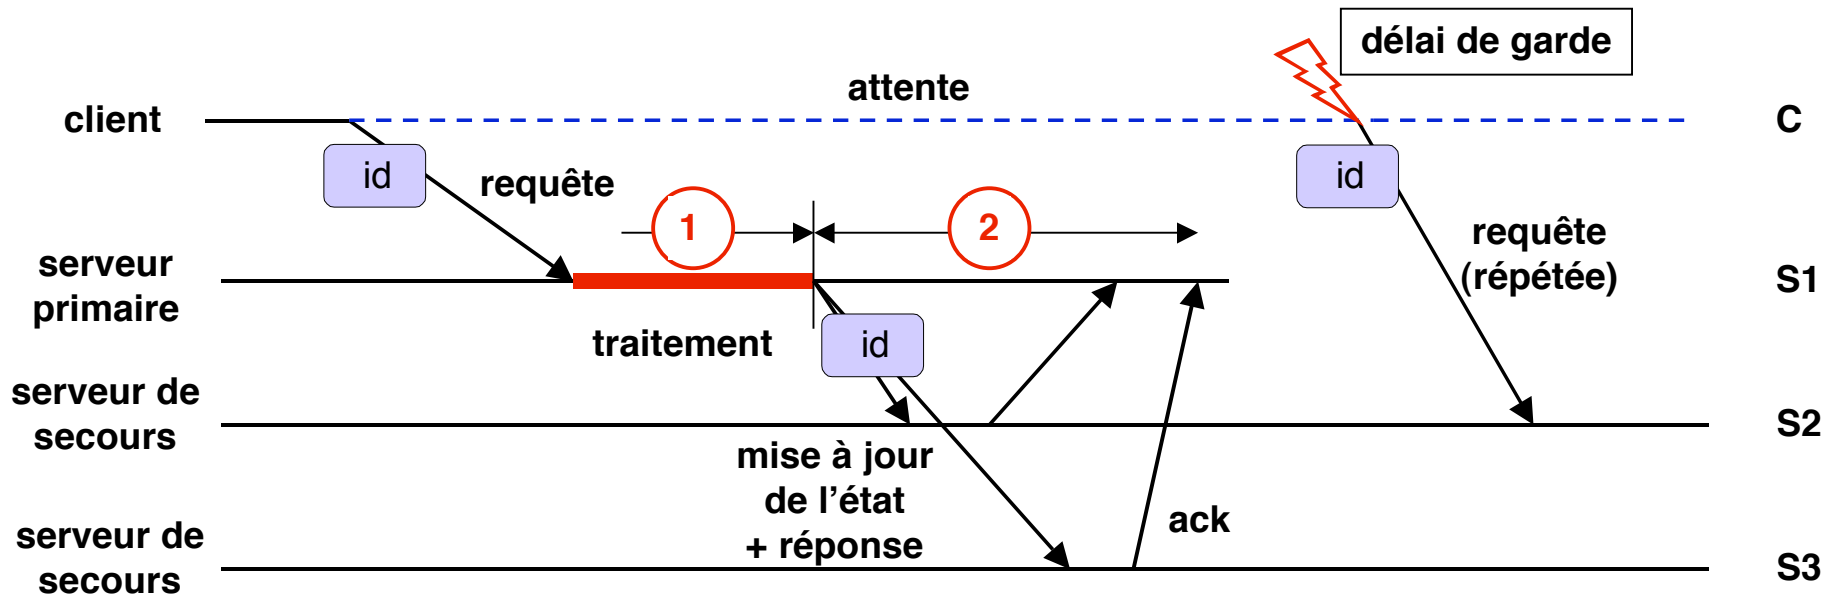 délai de garde
attente
client
C
id
requête
id
1
2
requête
(répétée)
serveur
primaire
S1
traitement
id
serveur de
secours
S2
mise à jour
de l’état
+ réponse
ack
serveur de
secours
S3